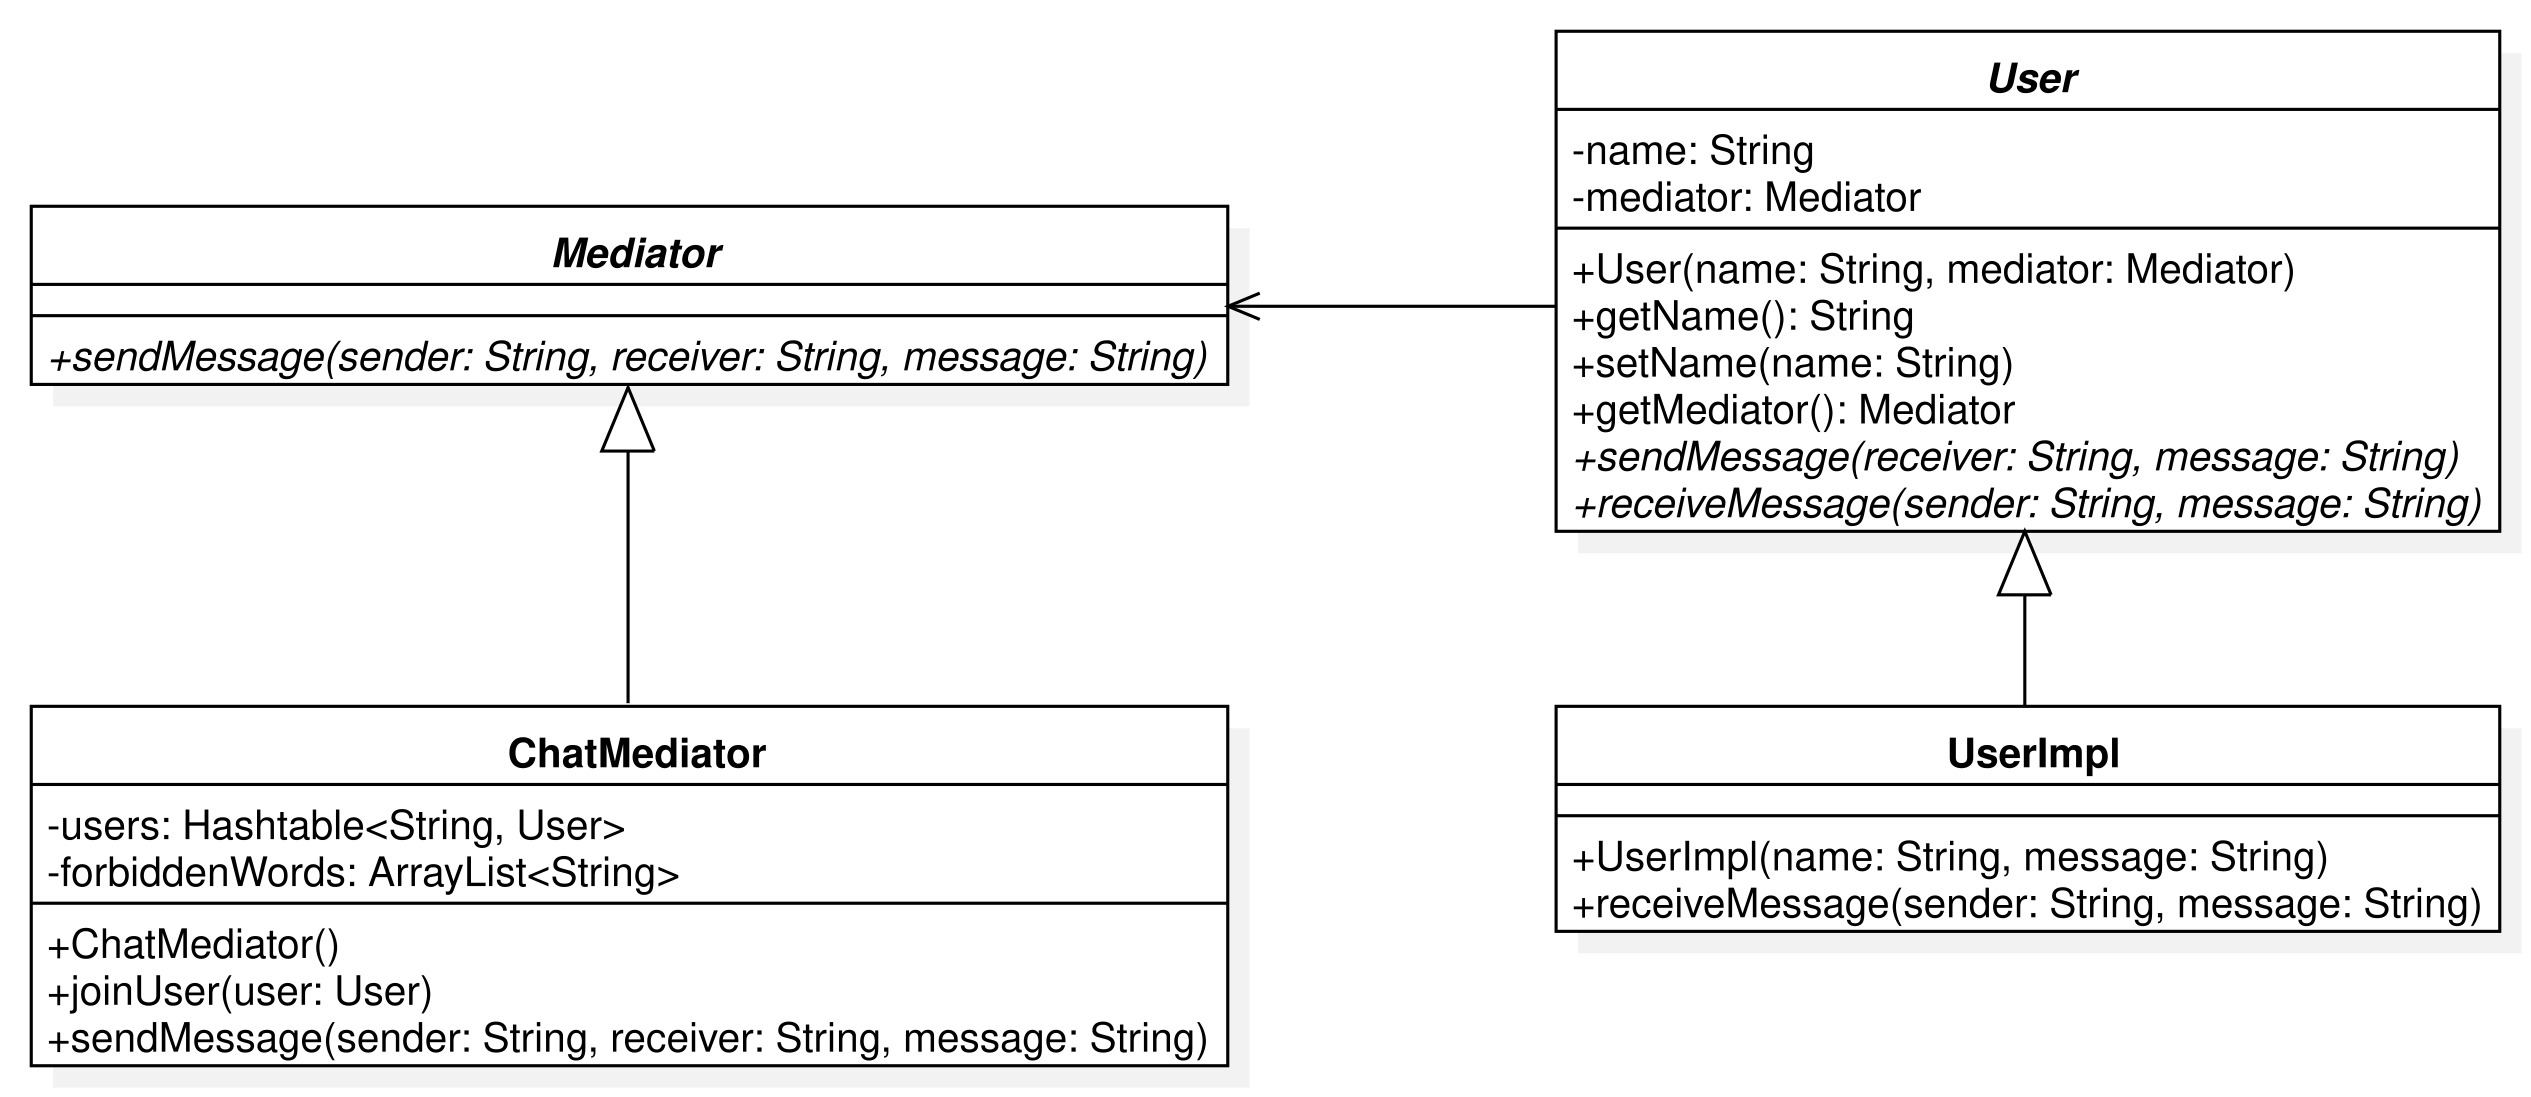 Mediator
+sendMessage(sender: String, receiver: String, message: String)
User
-name: String
-mediator: Mediator
+User(name: String, mediator: Mediator)
+getName(): String
+setName(name: String)
+getMediator(): Mediator
+sendMessage(receiver: String, message: String)
+receiveMessage(sender: String, message: String)
ChatMediator
-users: Hashtable<String, User>
-forbiddenWords: ArrayList<String>
+ChatMediator()
+joinUser(user: User)
+sendMessage(sender: String, receiver: String, message: String)
UserImpl
+UserImpl(name: String, message: String)
+receiveMessage(sender: String, message: String)